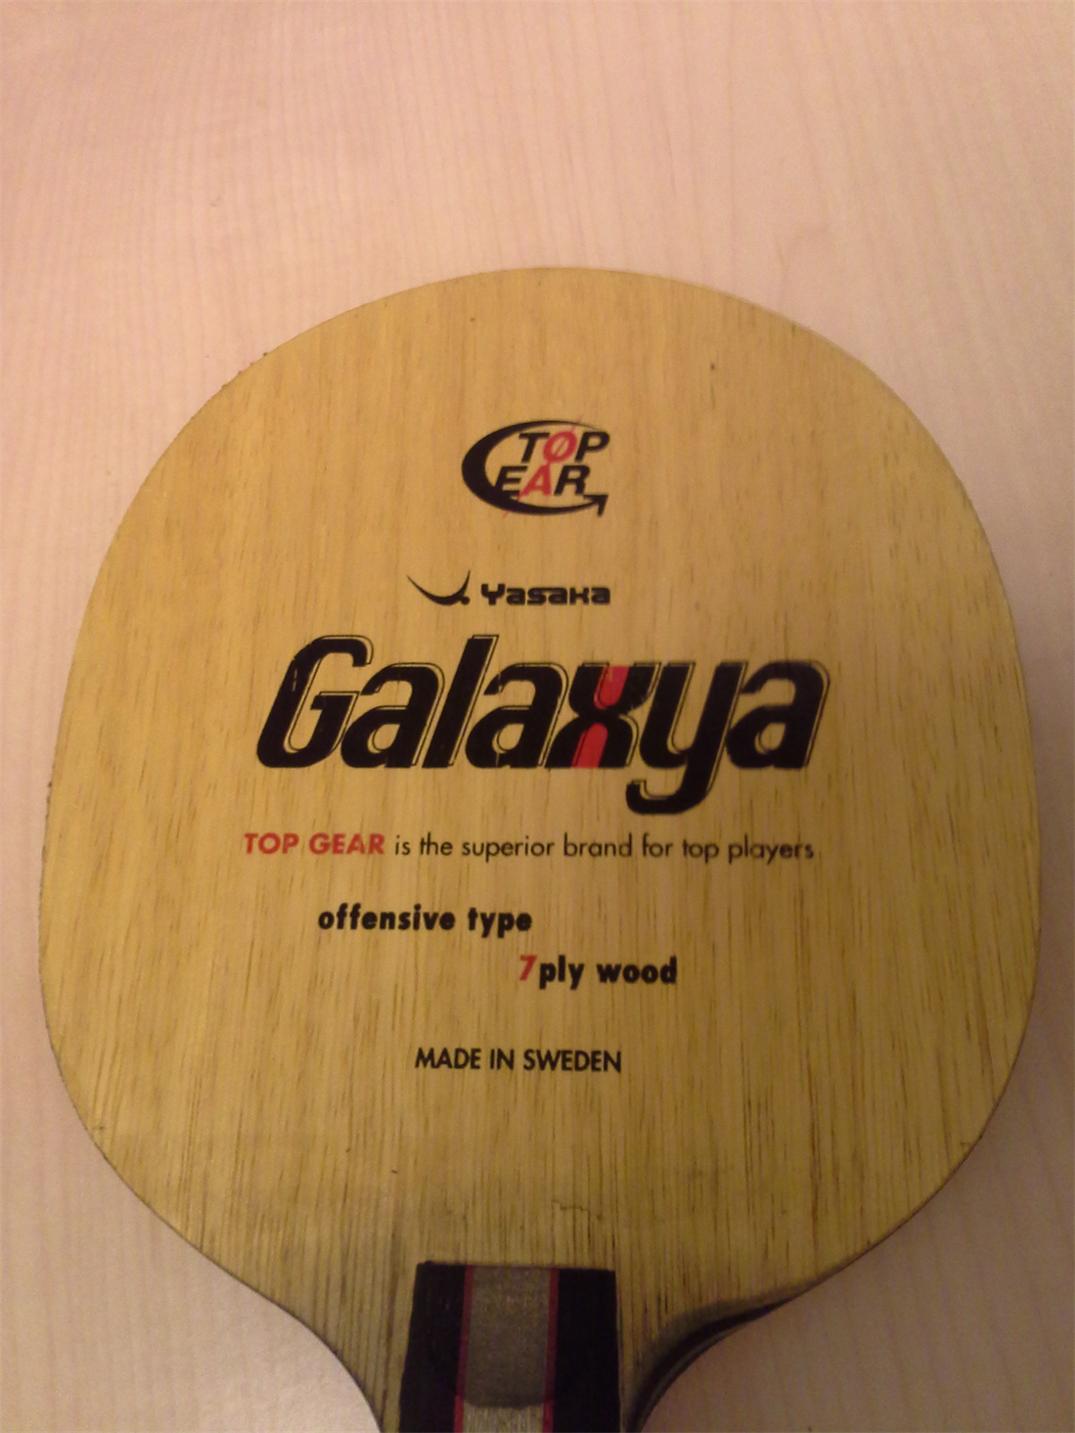 TOP
GEAR
Yasaka
Galaxya
TOP GEAR is the superior brand for top players
offensive type
7ply wood
MADE IN SWEDEN